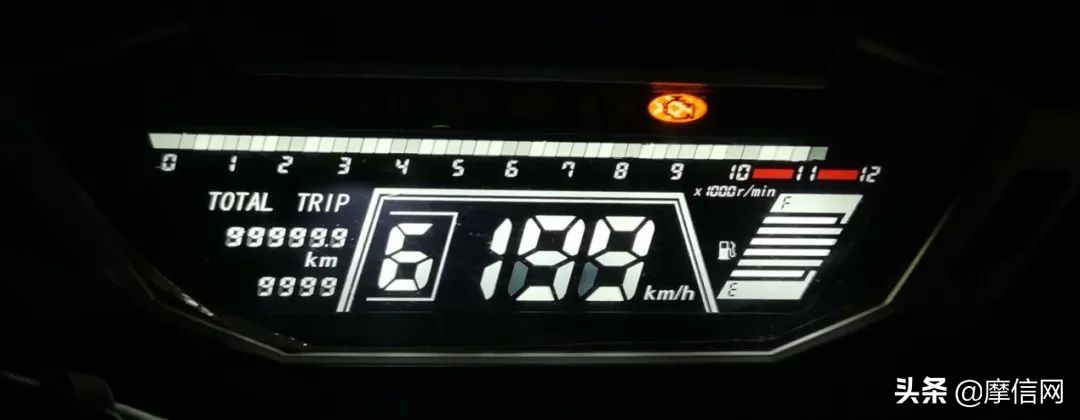 0 1 2 3 4 5 6 7 8 9 10 11 12
x1000r/min
TOTAL TRIP
99999.9
km
9999
6
199
km/h
F
E
头条 @摩信网